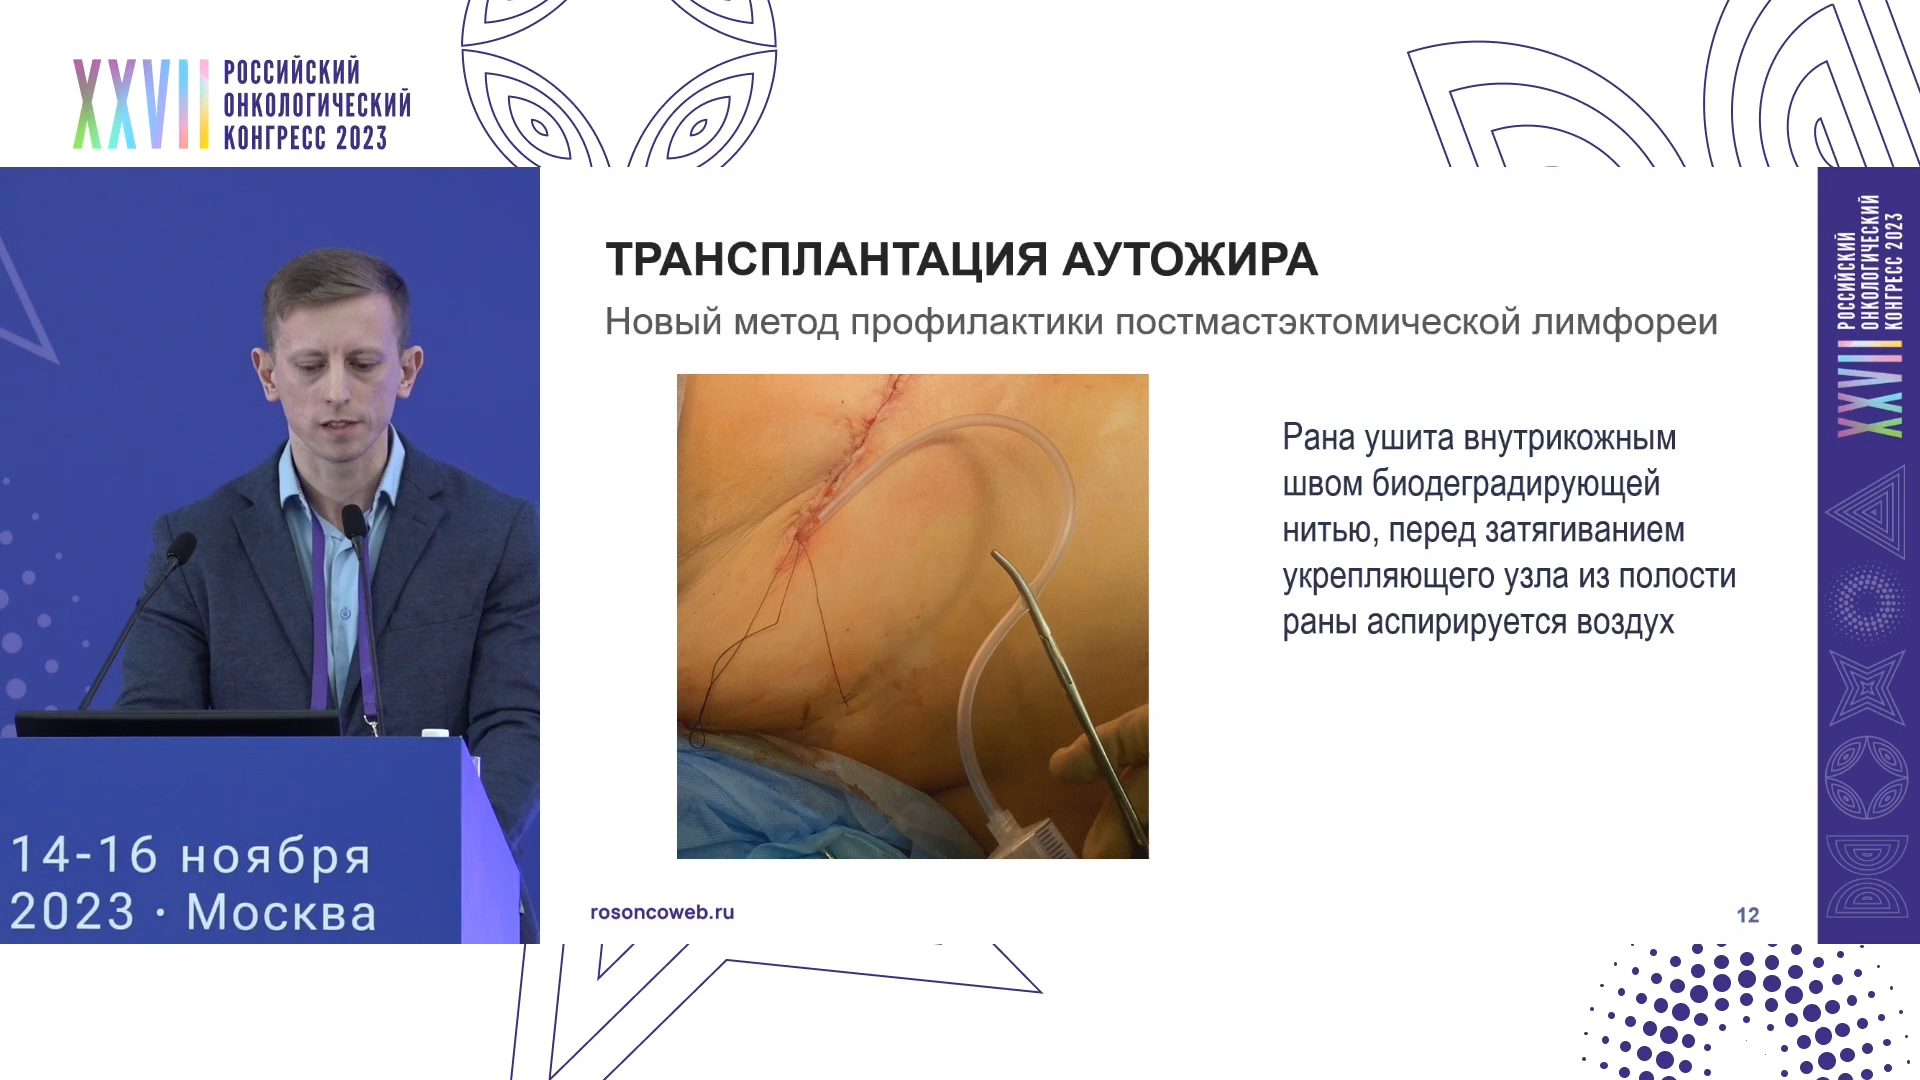 XXVII
РОССИЙСКИЙ
ОНКОЛОГИЧЕСКИЙ
КОНГРЕСС 2023
ТРАНСПЛАНТАЦИЯ АУТОЖИРА
Новый метод профилактики постмастэктомической лимфореи
Рана ушита внутрикожным
швом биодеградирующей
нитью, перед затягиванием
укрепляющего узла из полости
раны аспирируется воздух
14-16 ноября
2023 · Москва
rosoncoweb.ru
12
XXVII
РОССИЙСКИЙ
ОНКОЛОГИЧЕСКИЙ
КОНГРЕСС 2023